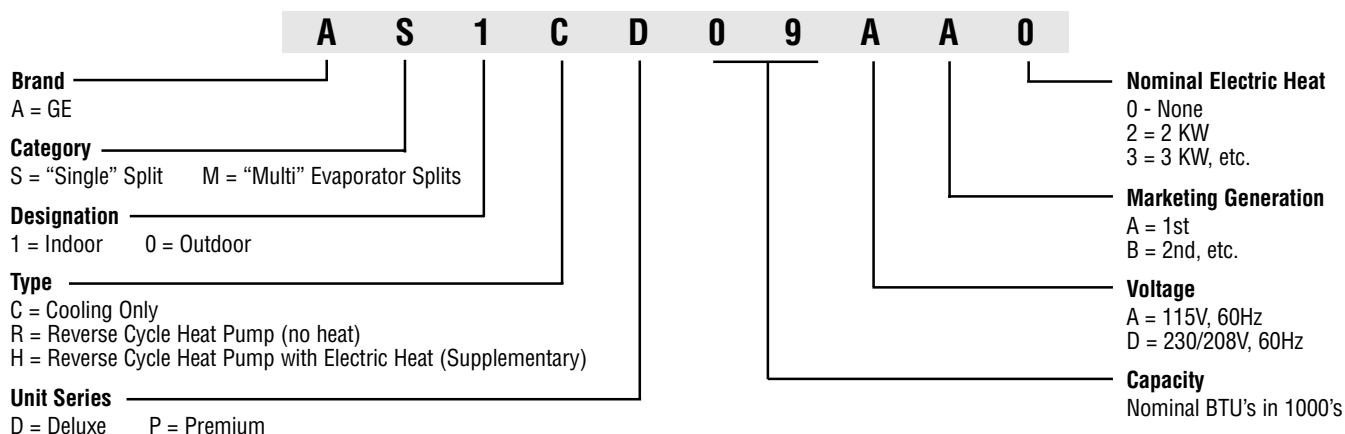 A S 1 C D 0 9 A A 0
Brand
A = GE
Category
S = “Single” Split M = “Multi” Evaporator Splits
Designation
1 = Indoor 0 = Outdoor
Type
C = Cooling Only
R = Reverse Cycle Heat Pump (no heat)
H = Reverse Cycle Heat Pump with Electric Heat (Supplementary)
Unit Series
D = Deluxe P = Premium
Nominal Electric Heat
0 - None
2 = 2 KW
3 = 3 KW, etc.
Marketing Generation
A = 1st
B = 2nd, etc.
Voltage
A = 115V, 60Hz
D = 230/208V, 60Hz
Capacity
Nominal BTU’s in 1000’s